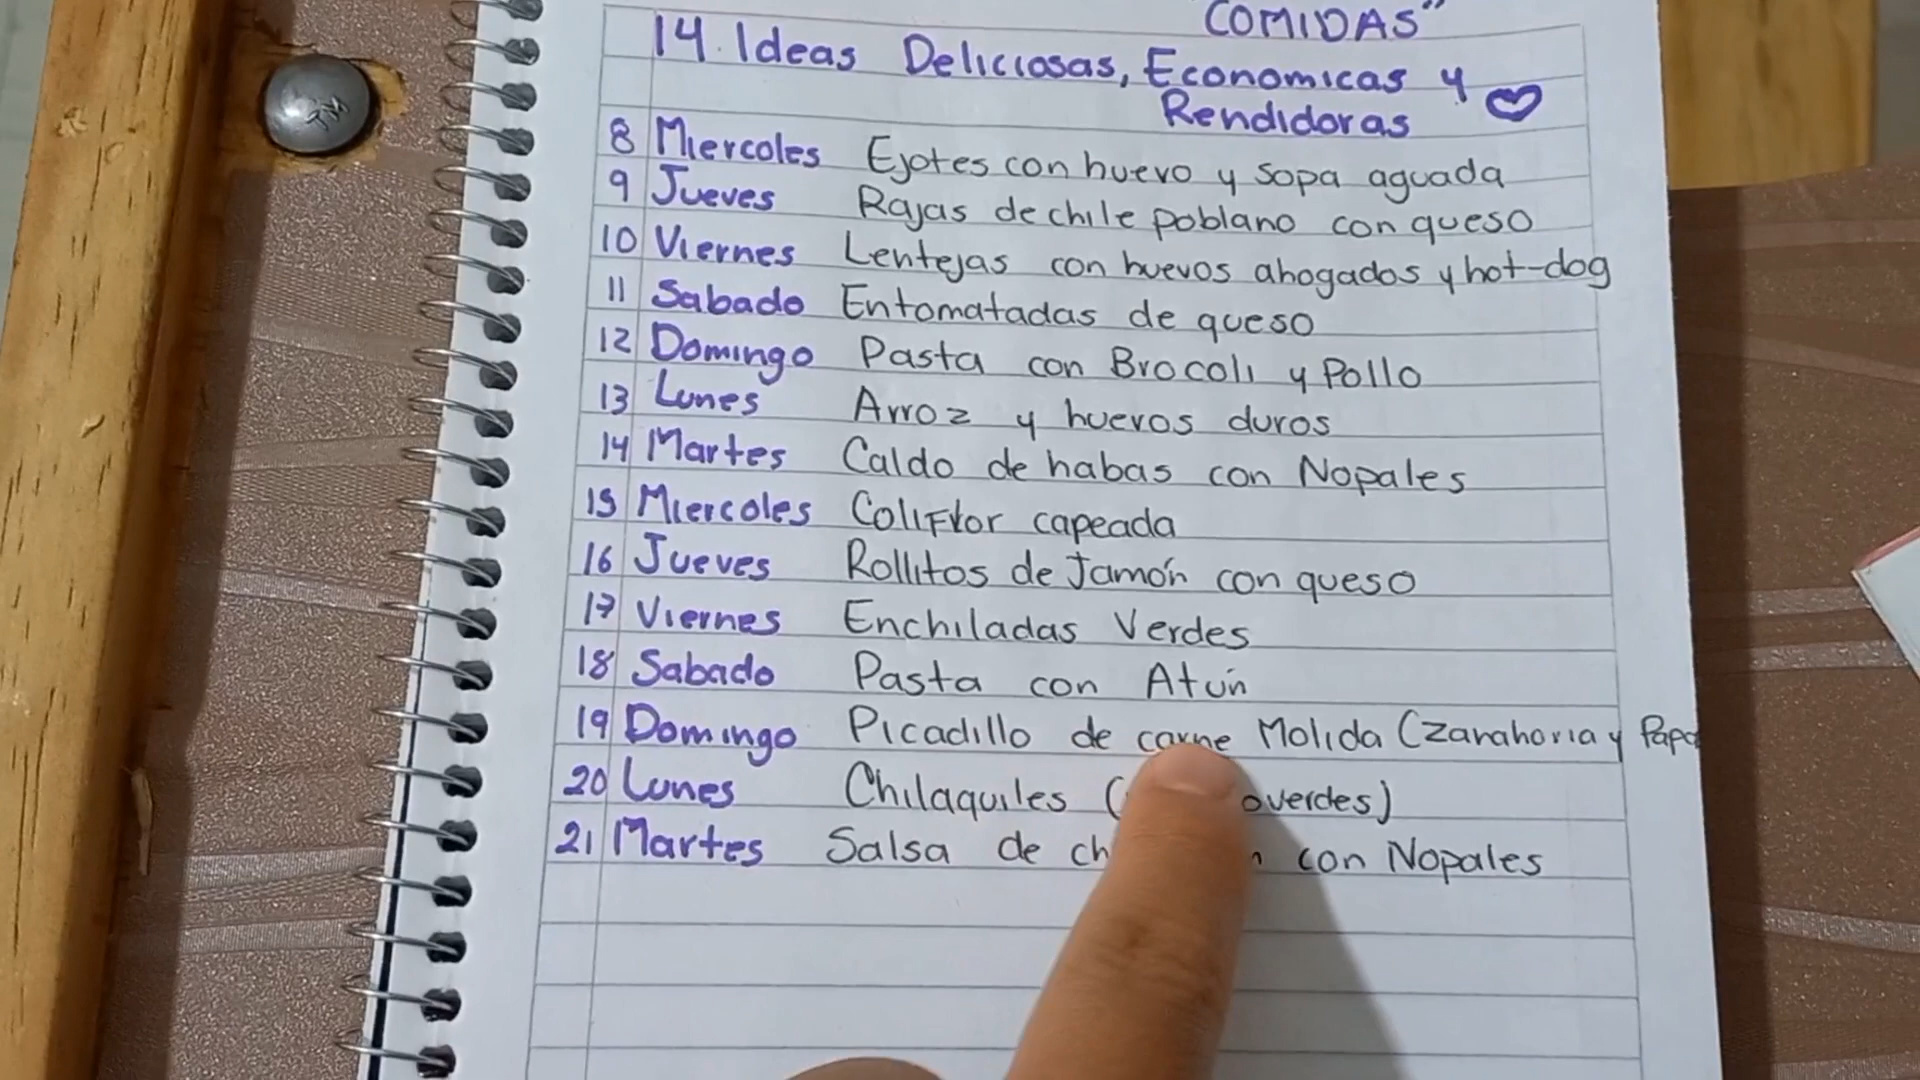 COMIDAS"
14. Ideas Deliciosas, Economicas y
Rendidoras
8 Miercoles Ejotes con huevo y sopa aguada
9 Jueves Rajas de chile poblano con queso
10 Viernes Lentejas con huevos ahogados y hot-dog
11 Sabado Entomatadas de queso
12 Domingo Pasta con Brocoli y Pollo
13 Lunes Arroz y huevos duros
14 Martes Caldo de habas con Nopales
15 Miercoles Coliflor capeada
16 Jueves Rollitos de Jamón con queso
17 Viernes Enchiladas Verdes
18 Sabado Pasta con Atún
19 Domingo Picadillo de carne Molida (Zanahoria y Papa
20 Lunes Chilaquiles ( o verdes)
21 Martes Salsa de con Nopales